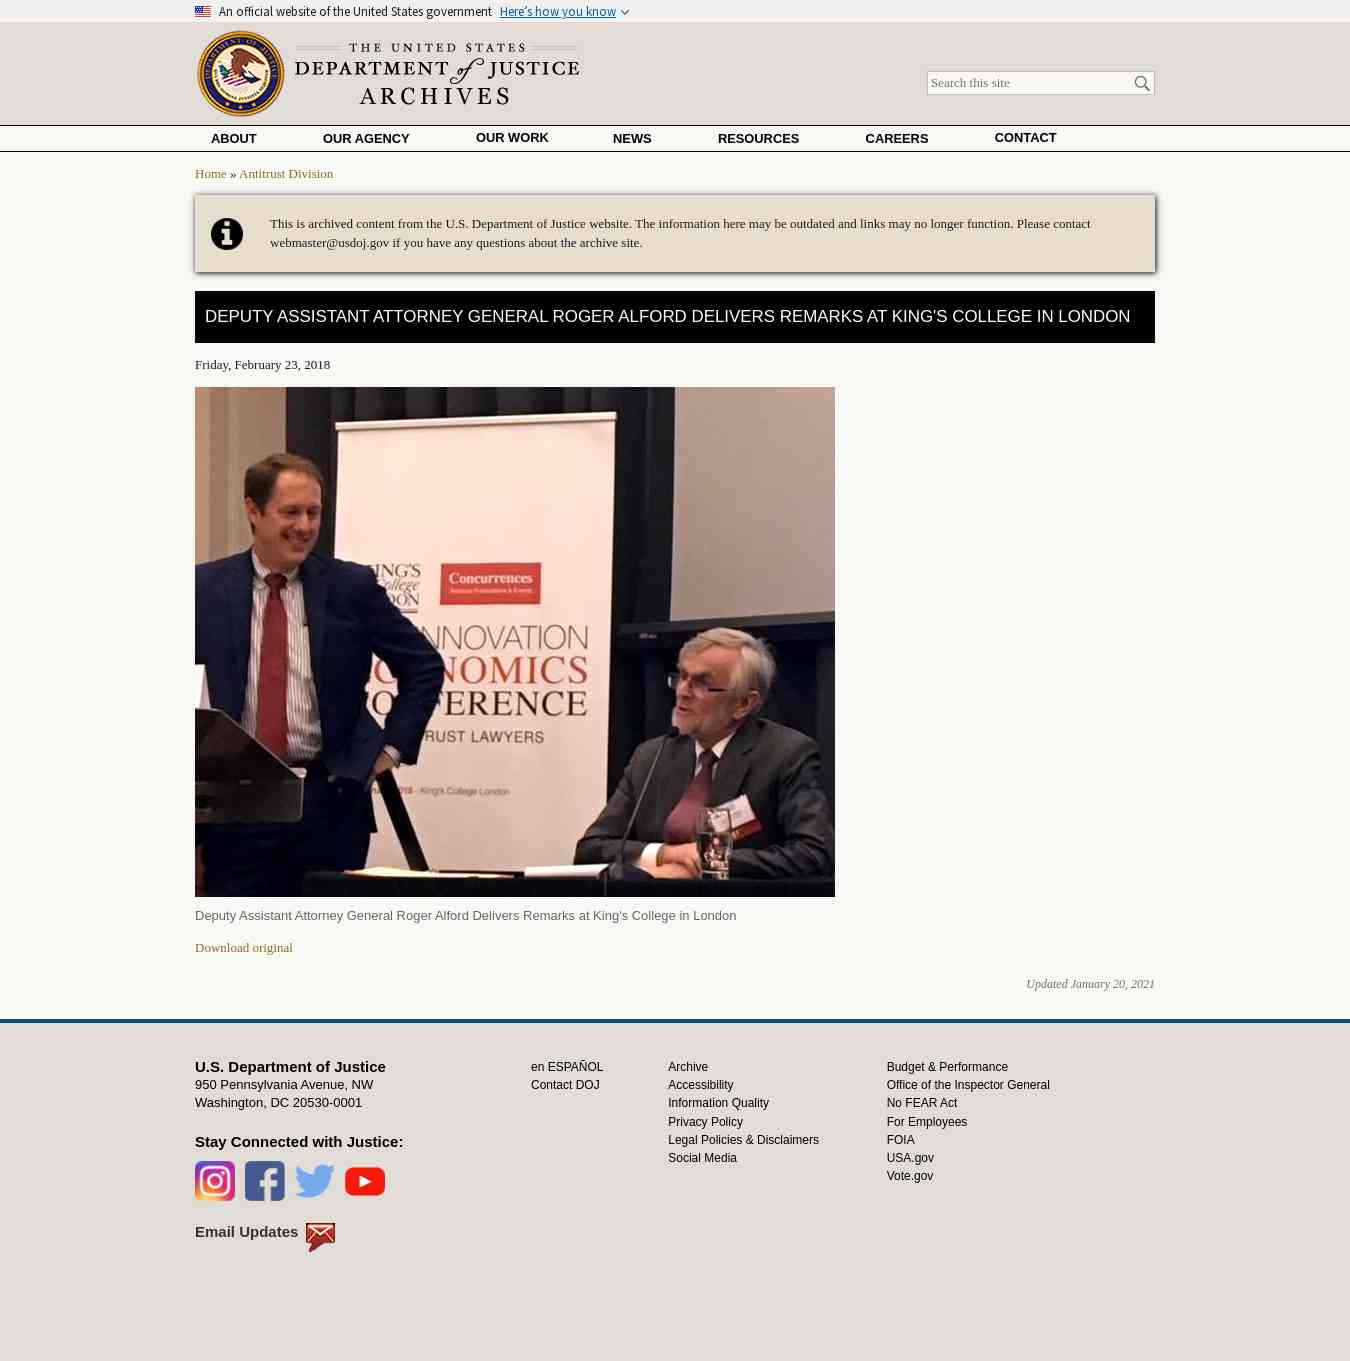 An official website of the United States government Here's how you know
THE UNITED STATES
DEPARTMENT of JUSTICE
ARCHIVES
Search this site
ABOUT OUR AGENCY OUR WORK NEWS RESOURCES CAREERS CONTACT
Home » Antitrust Division
This is archived content from the U.S. Department of Justice website. The information here may be outdated and links may no longer function. Please contact
webmaster@usdoj.gov if you have any questions about the archive site.
DEPUTY ASSISTANT ATTORNEY GENERAL ROGER ALFORD DELIVERS REMARKS AT KING'S COLLEGE IN LONDON
Friday, February 23, 2018
KING'S
College
Concurrences
NNOVATION
NOMICS
FERENCE
TRUST LAWYERS
2018 - King's College London
Deputy Assistant Attorney General Roger Alford Delivers Remarks at King's College in London
Download original
Updated January 20, 2021
U.S. Department of Justice
950 Pennsylvania Avenue, NW
Washington, DC 20530-0001
Stay Connected with Justice:
Email Updates
en ESPAÑOL
Contact DOJ
Archive
Accessibility
Information Quality
Privacy Policy
Legal Policies & Disclaimers
Social Media
Budget & Performance
Office of the Inspector General
No FEAR Act
For Employees
FOIA
USA.gov
Vote.gov